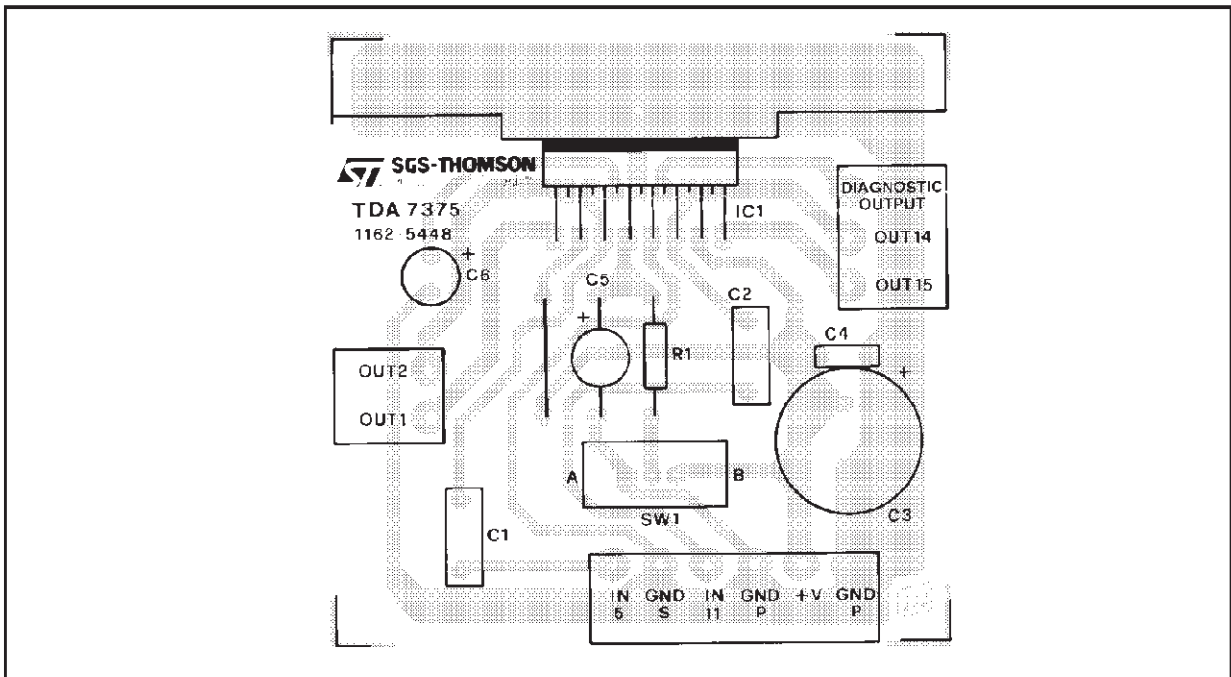 ST SGS-THOMSON
TDA 7375
1162 5448
IC1
DIAGNOSTIC
OUTPUT
OUT14
OUT15
+
C6
C5
+
C2
R1
C4
+
OUT2
OUT1
A
B
SW1
C3
C1
IN GND IN GND +V GND
5 S 11 P P